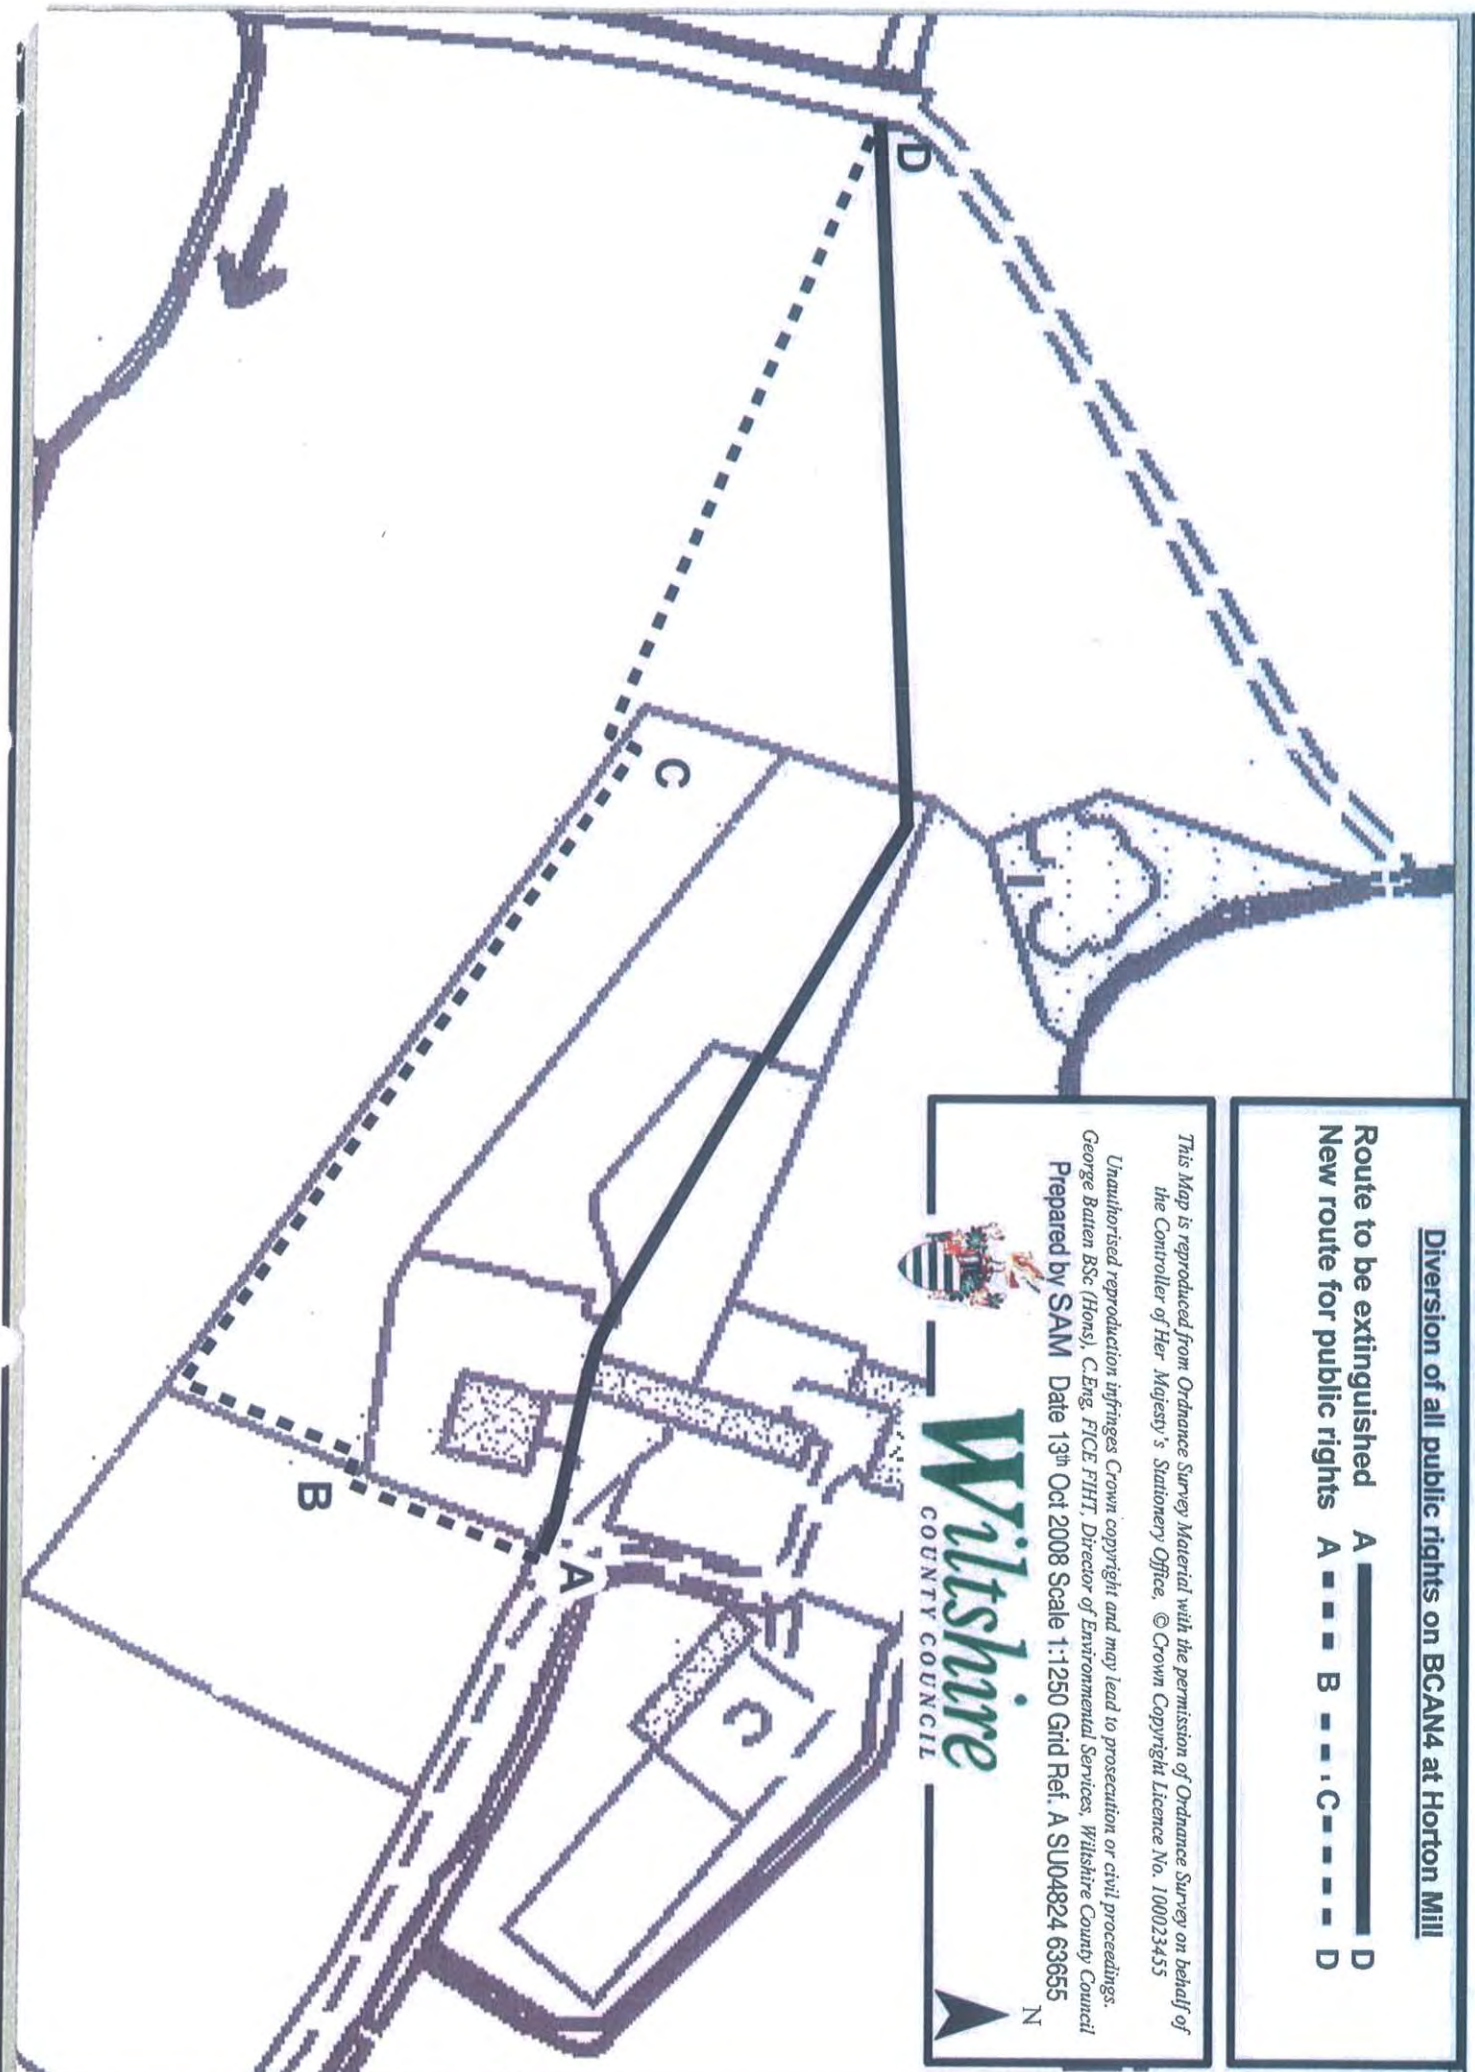 Diversion of all public rights on BCAN4 at Horton Mill
Route to be extinguished A D
New route for public rights A B C D
This Map is reproduced from Ordnance Survey Material with the permission of Ordnance Survey on behalf of
the Controller of Her Majesty's Stationery Office, © Crown Copyright Licence No. 100023455
Unauthorised reproduction infringes Crown copyright and may lead to prosecution or civil proceedings.
George Batten BSc (Hons), C.Eng, FICE FIHT, Director of Environmental Services, Wiltshire County Council
Prepared by SAM Date 13th Oct 2008 Scale 1:1250 Grid Ref. A SU04824 63655
Wiltshire
COUNTY COUNCIL
N
D
C
B
A